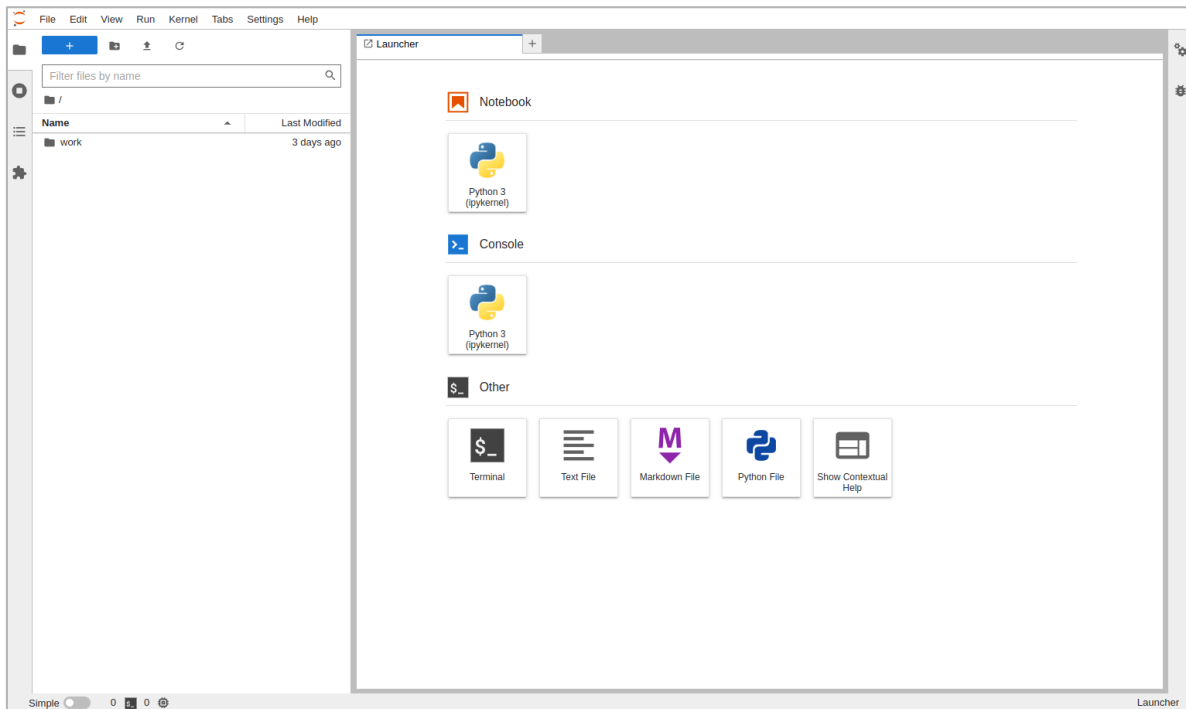 File Edit View Run Kernel Tabs Settings Help
+
Filter files by name
/
Name Last Modified
work 3 days ago
Launcher +
Notebook
Python 3
(ipykernel)
>_ Console
Python 3
(ipykernel)
$_ Other
$_
Terminal
Text File
M
Markdown File
Python File
Show Contextual
Help
Simple 0 $_ 0 Launcher